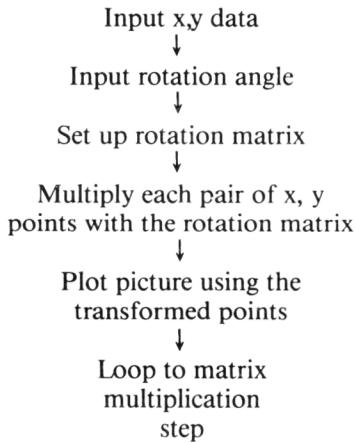 Input x,y data
↓
Input rotation angle
↓
Set up rotation matrix
↓
Multiply each pair of x, y
points with the rotation matrix
↓
Plot picture using the
transformed points
↓
Loop to matrix
multiplication
step